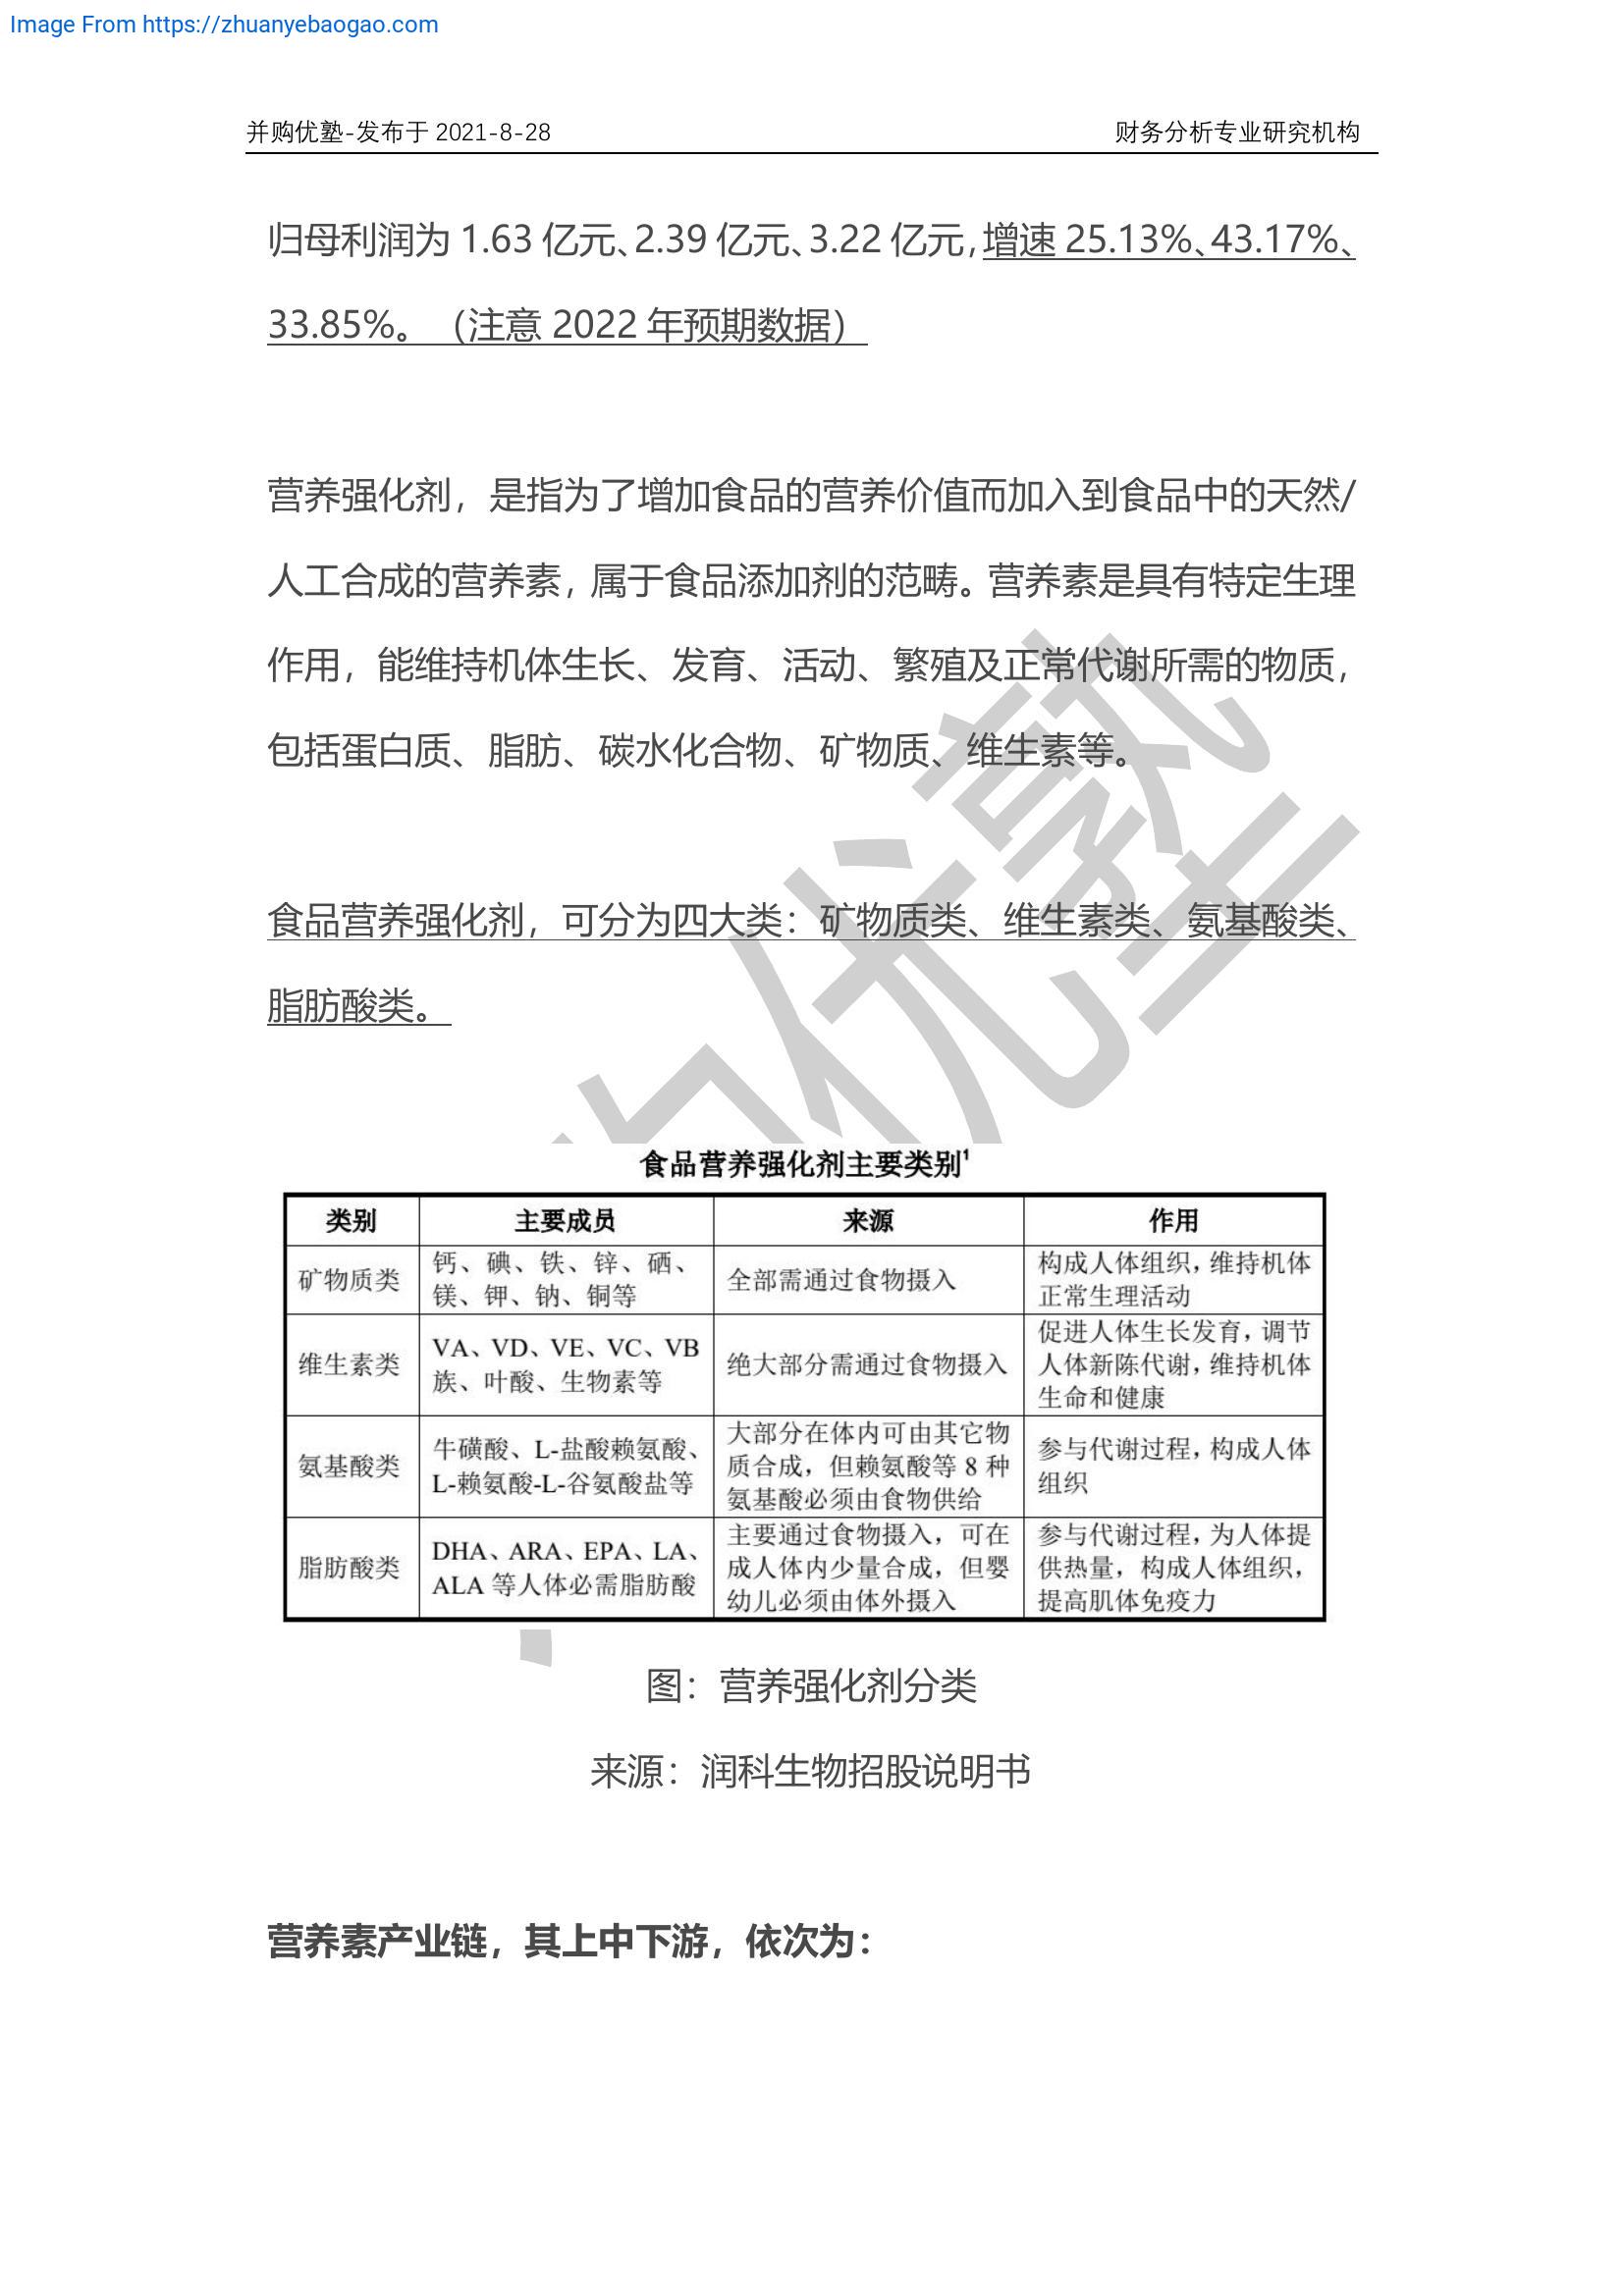 Image From https://zhuanyebaogao.com
并购优塾-发布于 2021-8-28 财务分析专业研究机构
归母利润为 1.63 亿元、2.39 亿元、3.22 亿元，增速 25.13%、43.17%、
33.85%。（注意 2022 年预期数据）
营养强化剂，是指为了增加食品的营养价值而加入到食品中的天然/
人工合成的营养素，属于食品添加剂的范畴。营养素是具有特定生理
作用，能维持机体生长、发育、活动、繁殖及正常代谢所需的物质，
包括蛋白质、脂肪、碳水化合物、矿物质、维生素等。
食品营养强化剂，可分为四大类：矿物质类、维生素类、氨基酸类、
脂肪酸类。
优塾
食品营养强化剂主要类别¹
类别 主要成员 来源 作用
矿物质类
钙、碘、铁、锌、硒、
镁、钾、钠、铜等
全部需通过食物摄入
构成人体组织，维持机体
正常生理活动
维生素类
VA、VD、VE、VC、VB
族、叶酸、生物素等
绝大部分需通过食物摄入
促进人体生长发育，调节
人体新陈代谢，维持机体
生命和健康
氨基酸类
牛磺酸、L-盐酸赖氨酸、
L-赖氨酸-L-谷氨酸盐等
大部分在体内可由其它物
质合成，但赖氨酸等 8 种
氨基酸必须由食物供给
参与代谢过程，构成人体
组织
脂肪酸类
DHA、ARA、EPA、LA、
ALA 等人体必需脂肪酸
主要通过食物摄入，可在
成人体内少量合成，但婴
幼儿必须由体外摄入
参与代谢过程，为人体提
供热量，构成人体组织，
提高肌体免疫力
图：营养强化剂分类
来源：润科生物招股说明书
营养素产业链，其上中下游，依次为：